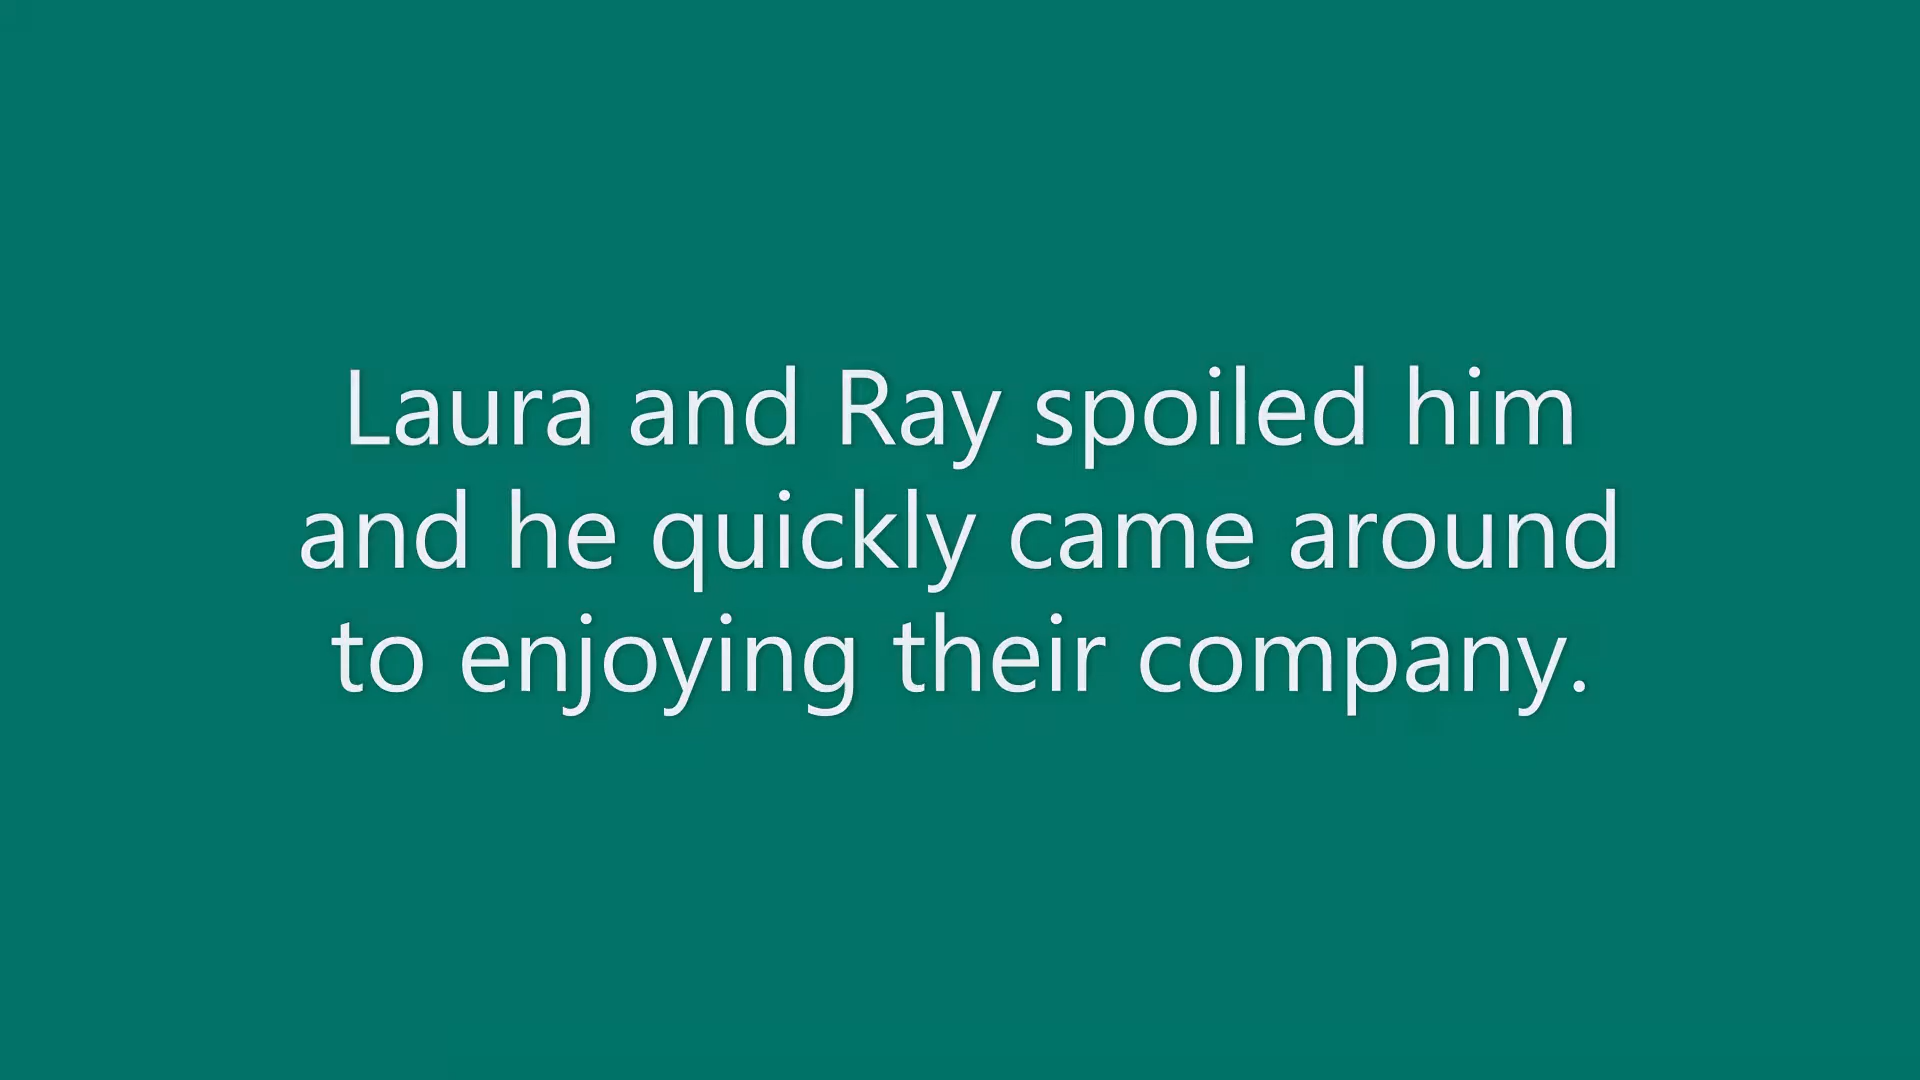 Laura and Ray spoiled him
and he quickly came around
to enjoying their company.